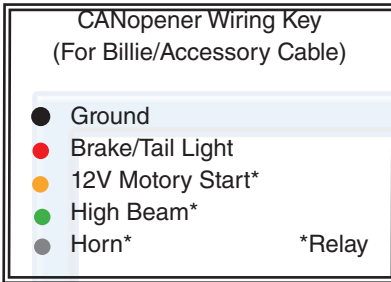 CANopener Wiring Key
(For Billie/Accessory Cable)
Ground
Brake/Tail Light
12V Motory Start*
High Beam*
Horn* *Relay